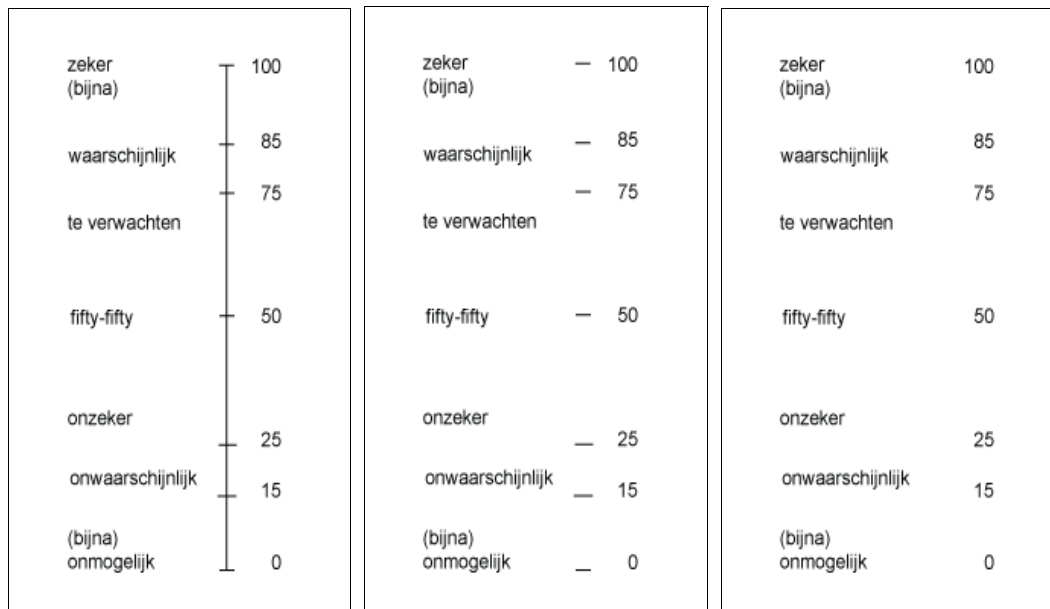 zeker 100
(bijna)
85
waarschijnlijk
75
te verwachten
fifty-fifty 50
onzeker
25
onwaarschijnlijk
15
(bijna)
onmogelijk 0
zeker 100
(bijna)
85
waarschijnlijk
75
te verwachten
fifty-fifty 50
onzeker
25
onwaarschijnlijk
15
(bijna)
onmogelijk 0
zeker 100
(bijna)
85
waarschijnlijk
75
te verwachten
fifty-fifty 50
onzeker
25
onwaarschijnlijk
15
(bijna)
onmogelijk 0